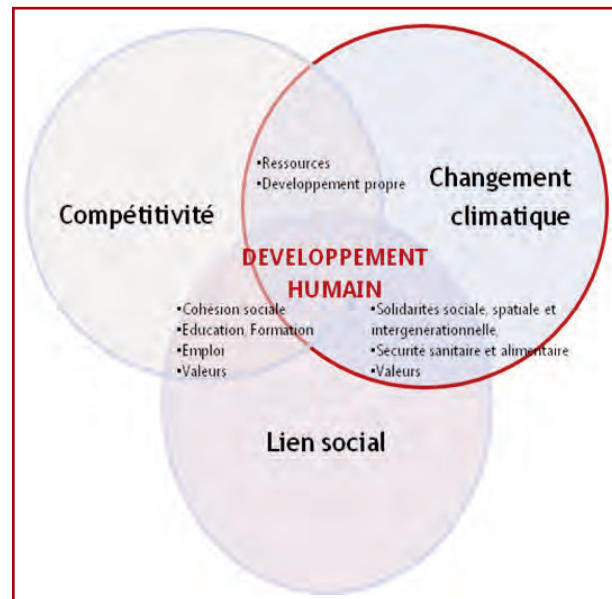 •Ressources
•Developpement propre
Changement
climatique
Compétitivité
DEVELOPPEMENT
HUMAIN
•Cohésion sociale
•Education, Formation
•Emploi
•Valeurs
•Solidarités sociale, spatiale et
intergenerationnelle,
•Securité sanitaire et alimentaire
•Valeurs
Lien social